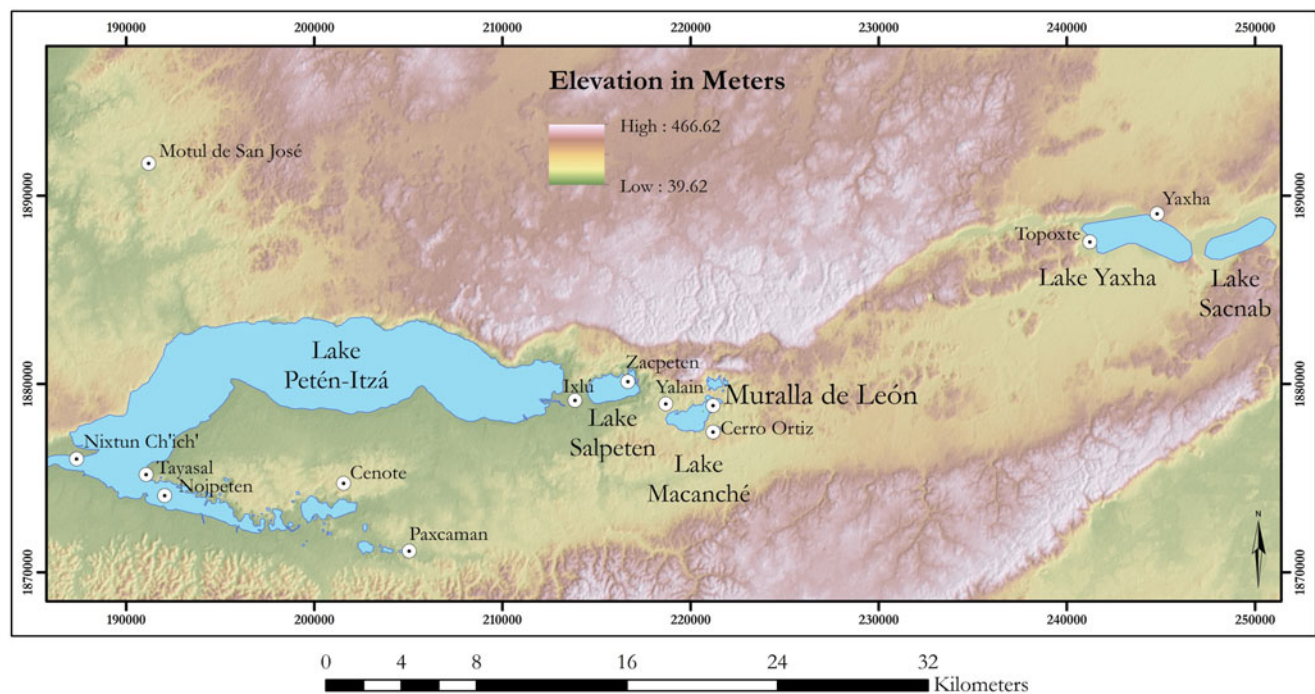 190000 200000 210000 220000 230000 240000 250000
Elevation in Meters
High : 466.62
Low : 39.62
Motul de San José
1890000
1890000
Yaxha
Topoxte
Lake Yaxha
Lake
Sacnab
Lake
Petén-Itzá
1880000
1880000
Zacpeten
Ixlú
Yalain
Muralla de León
Lake
Salpeten
Cerro Ortiz
Lake
Macanché
Nixtun Ch'ich'
Tayasal
Nojpeten
Cenote
Paxcaman
N
1870000
1870000
190000 200000 210000 220000 230000 240000 250000
0 4 8 16 24 32
Kilometers